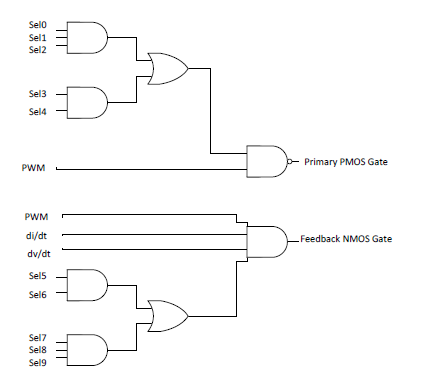 Sel0
Sel1
Sel2
Sel3
Sel4
Primary PMOS Gate
PWM
PWM
di/dt
dv/dt
Feedback NMOS Gate
Sel5
Sel6
Sel7
Sel8
Sel9